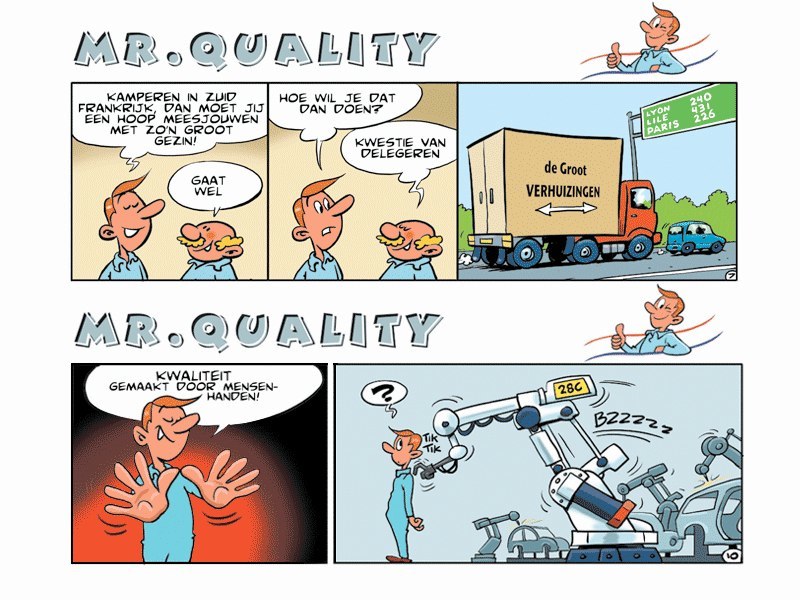 MR. QUALITY
KAMPEREN IN ZUID
FRANKRIJK, DAN MOET JIJ
EEN HOOP MEESJOUWEN
MET ZO'N GROOT
GEZIN!
GAAT
WEL
HOE WIL JE DAT
DAN DOEN?
KWESTIE VAN
DELEGEREN
de Groot
VERHUIZINGEN
LYON 240
LILE 431
PARIS 226
7
MR. QUALITY
KWALITEIT
GEMAAKT DOOR MENSEN-
HANDEN!
?
TIK
TIK
28C
BZZZZZ
10